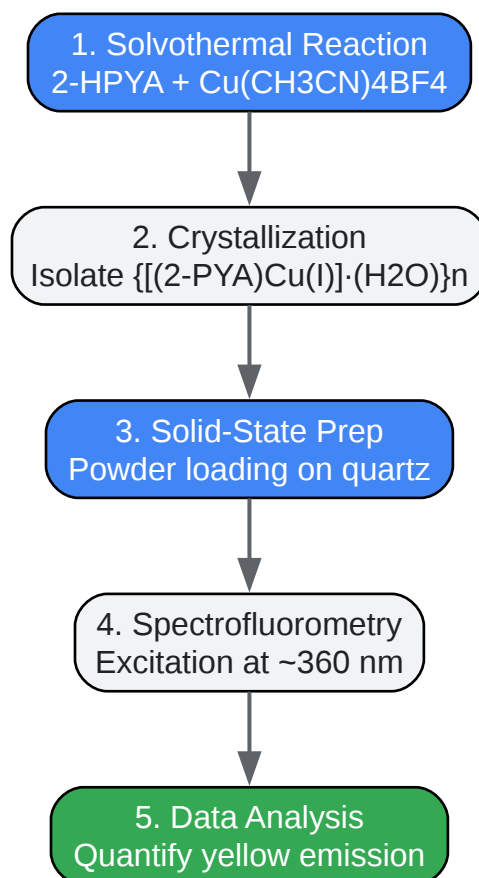 1. Solvothermal Reaction
2-HPYA + Cu(CH3CN)4BF4
2. Crystallization
Isolate {[(2-PYA)Cu(I)]·(H2O)}n
3. Solid-State Prep
Powder loading on quartz
4. Spectrofluorometry
Excitation at ~360 nm
5. Data Analysis
Quantify yellow emission